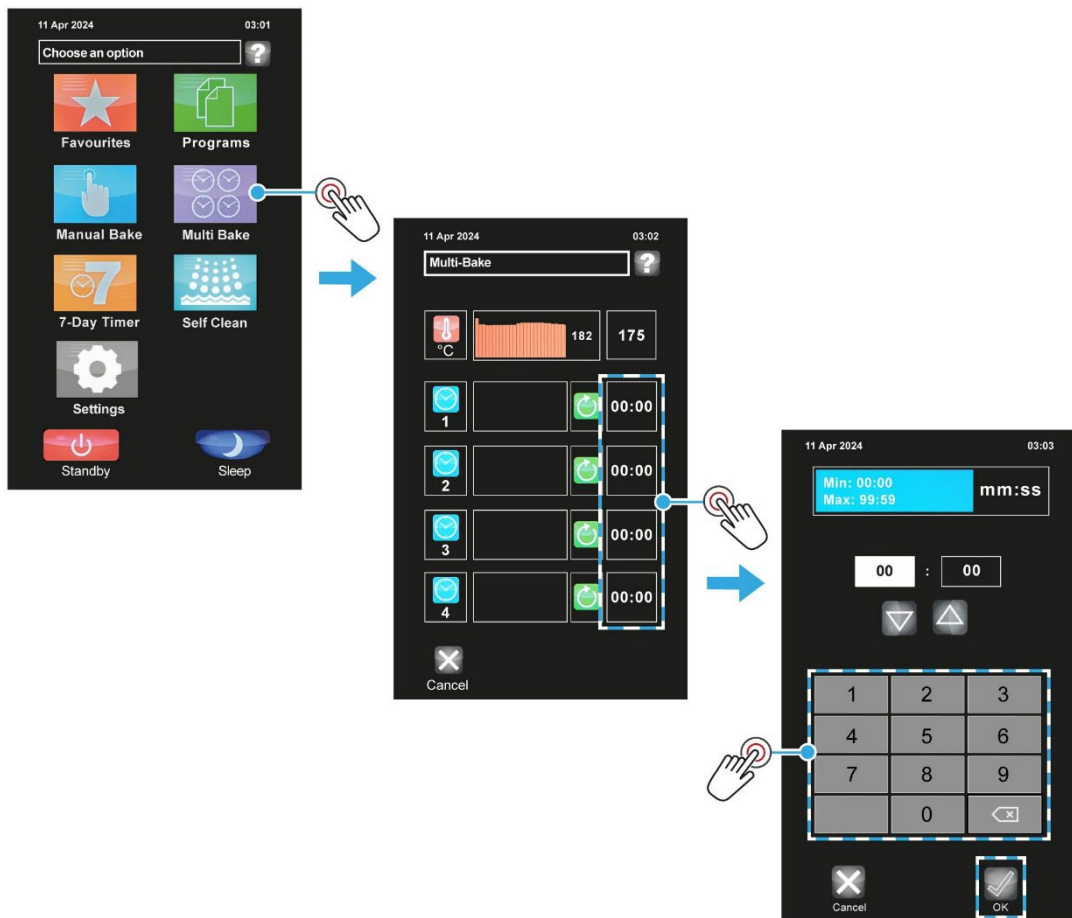 11 Apr 2024 03:01
Choose an option ?
Favourites Programs
Manual Bake Multi Bake
7 
7-Day Timer Self Clean
Settings
Standby Sleep
11 Apr 2024 03:02
Multi-Bake ?
°C 182 175
1 00:00
2 00:00
3 00:00
4 00:00
Cancel
11 Apr 2024 03:03
Min: 00:00
Max: 99:59
mm:ss
00 : 00
1 2 3
4 5 6
7 8 9
0
Cancel OK